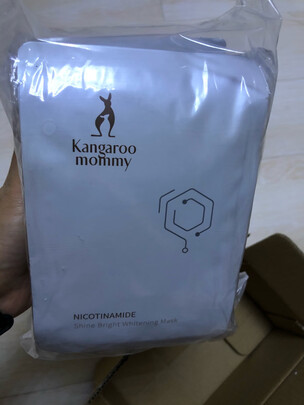 Kangaroo
mommy
NICOTINAMIDE
Shine Bright Whitening Mask